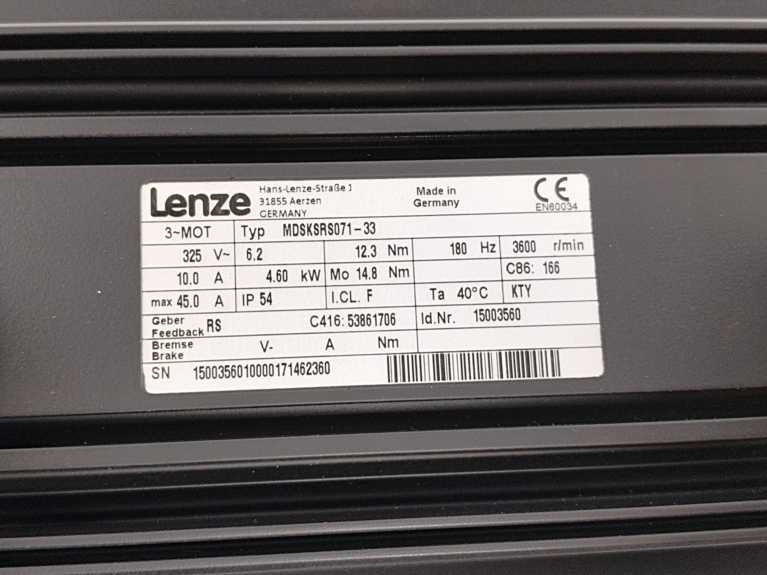 Lenze Hans-Lenze-Straße 1 Made in CE
31855 Aerzen Germany
GERMANY EN60034
3~MOT Typ MDSKSRS071-33
325 V~ 6.2 12.3 Nm 180 Hz 3600 r/min
10.0 A 4.60 kW Mo 14.8 Nm C86: 166
max 45.0 A IP 54 I.CL. F Ta 40°C KTY
Geber
Feedback RS C416: 53861706 Id.Nr. 15003560
Bremse
Brake V- A Nm
SN 1500356010000171462360